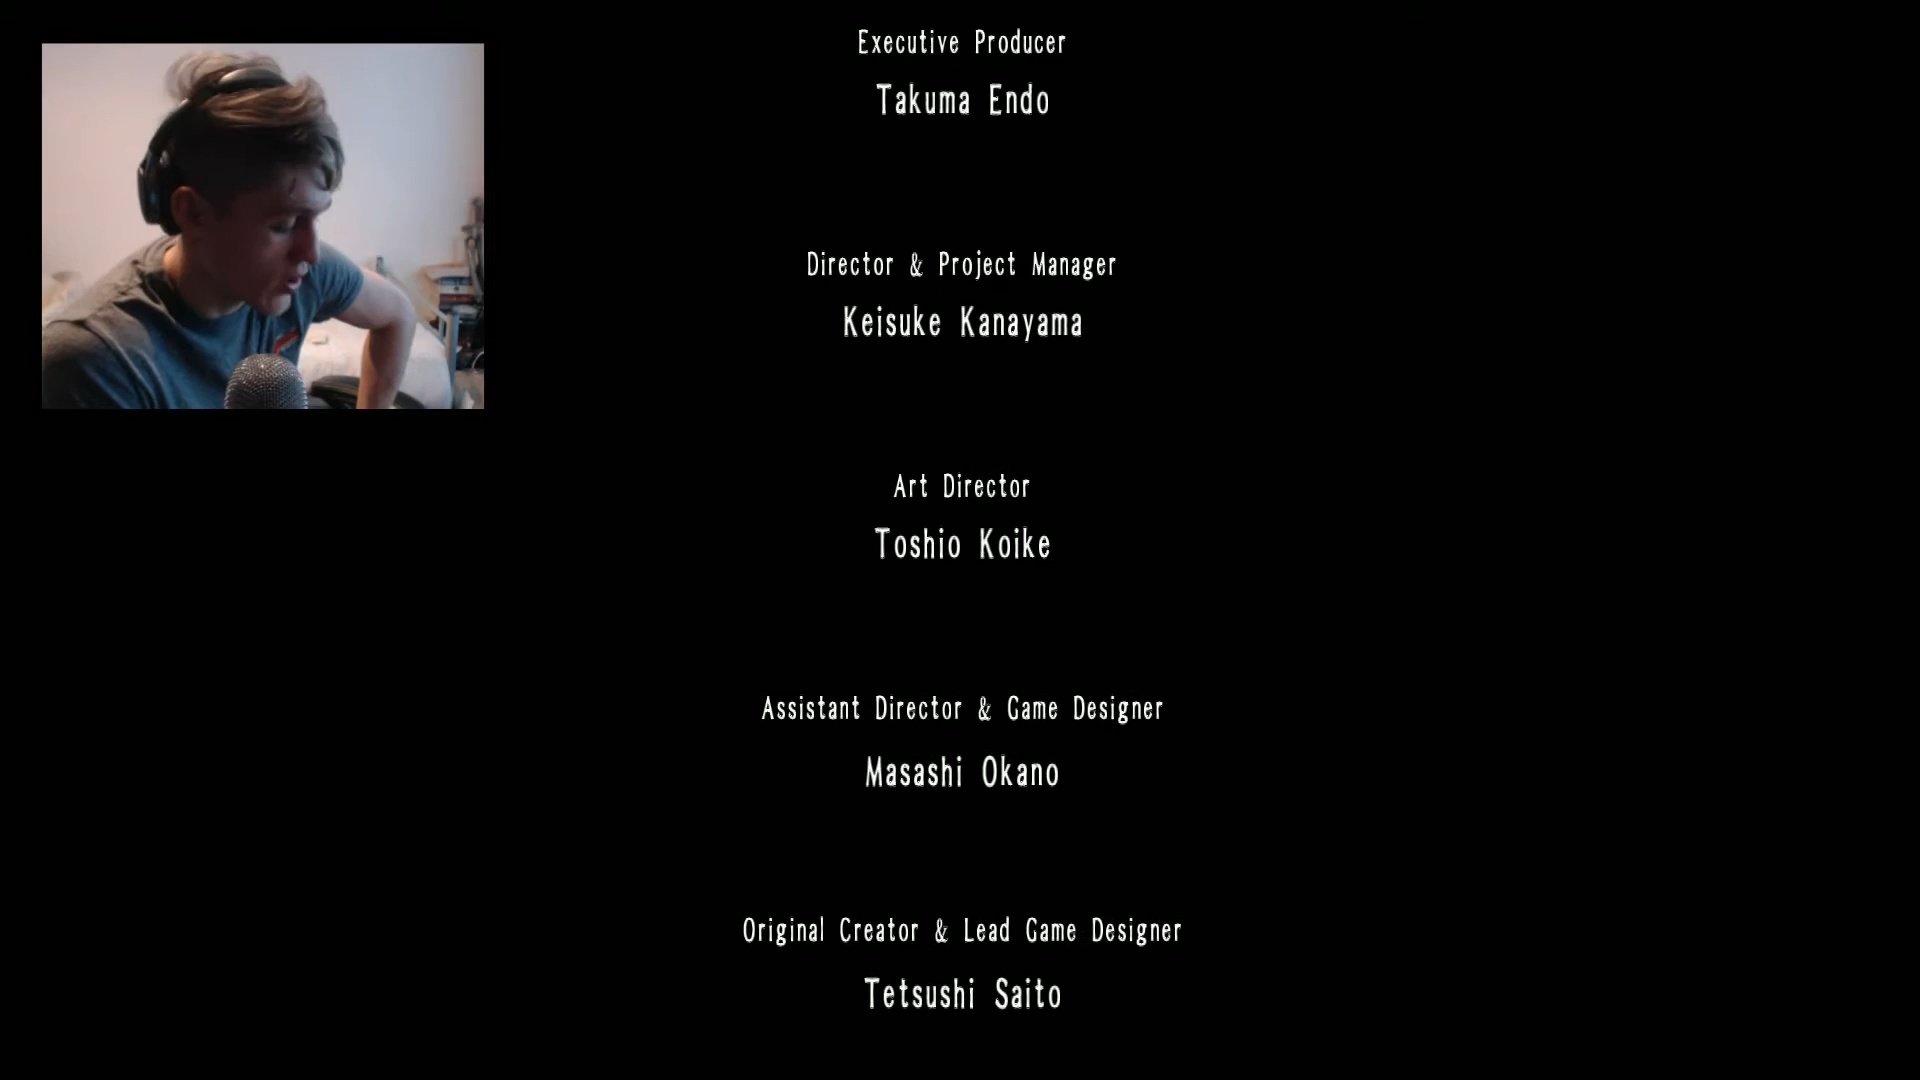 Executive Producer
Takuma Endo
Director & Project Manager
Keisuke Kanayama
Art Director
Toshio Koike
Assistant Director & Game Designer
Masashi Okano
Original Creator & Lead Game Designer
Tetsushi Saito